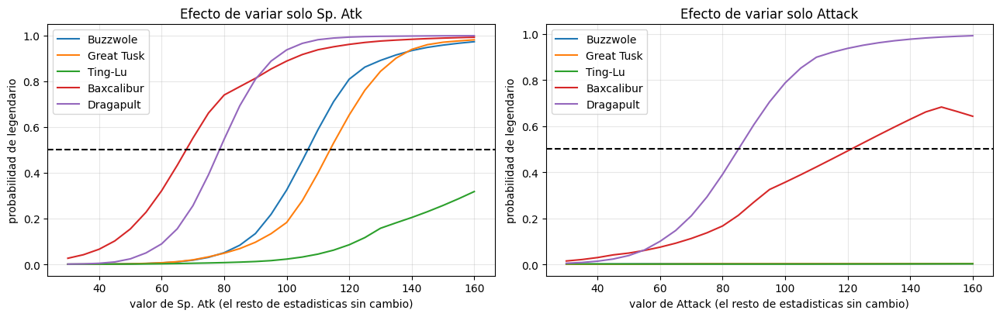 Efecto de variar solo Sp. Atk
probabilidad de legendario
1.0
0.8
0.6
0.4
0.2
0.0
Buzzwole
Great Tusk
Ting-Lu
Baxcalibur
Dragapult
40 60 80 100 120 140 160
valor de Sp. Atk (el resto de estadisticas sin cambio)
Efecto de variar solo Attack
probabilidad de legendario
1.0
0.8
0.6
0.4
0.2
0.0
Buzzwole
Great Tusk
Ting-Lu
Baxcalibur
Dragapult
40 60 80 100 120 140 160
valor de Attack (el resto de estadisticas sin cambio)